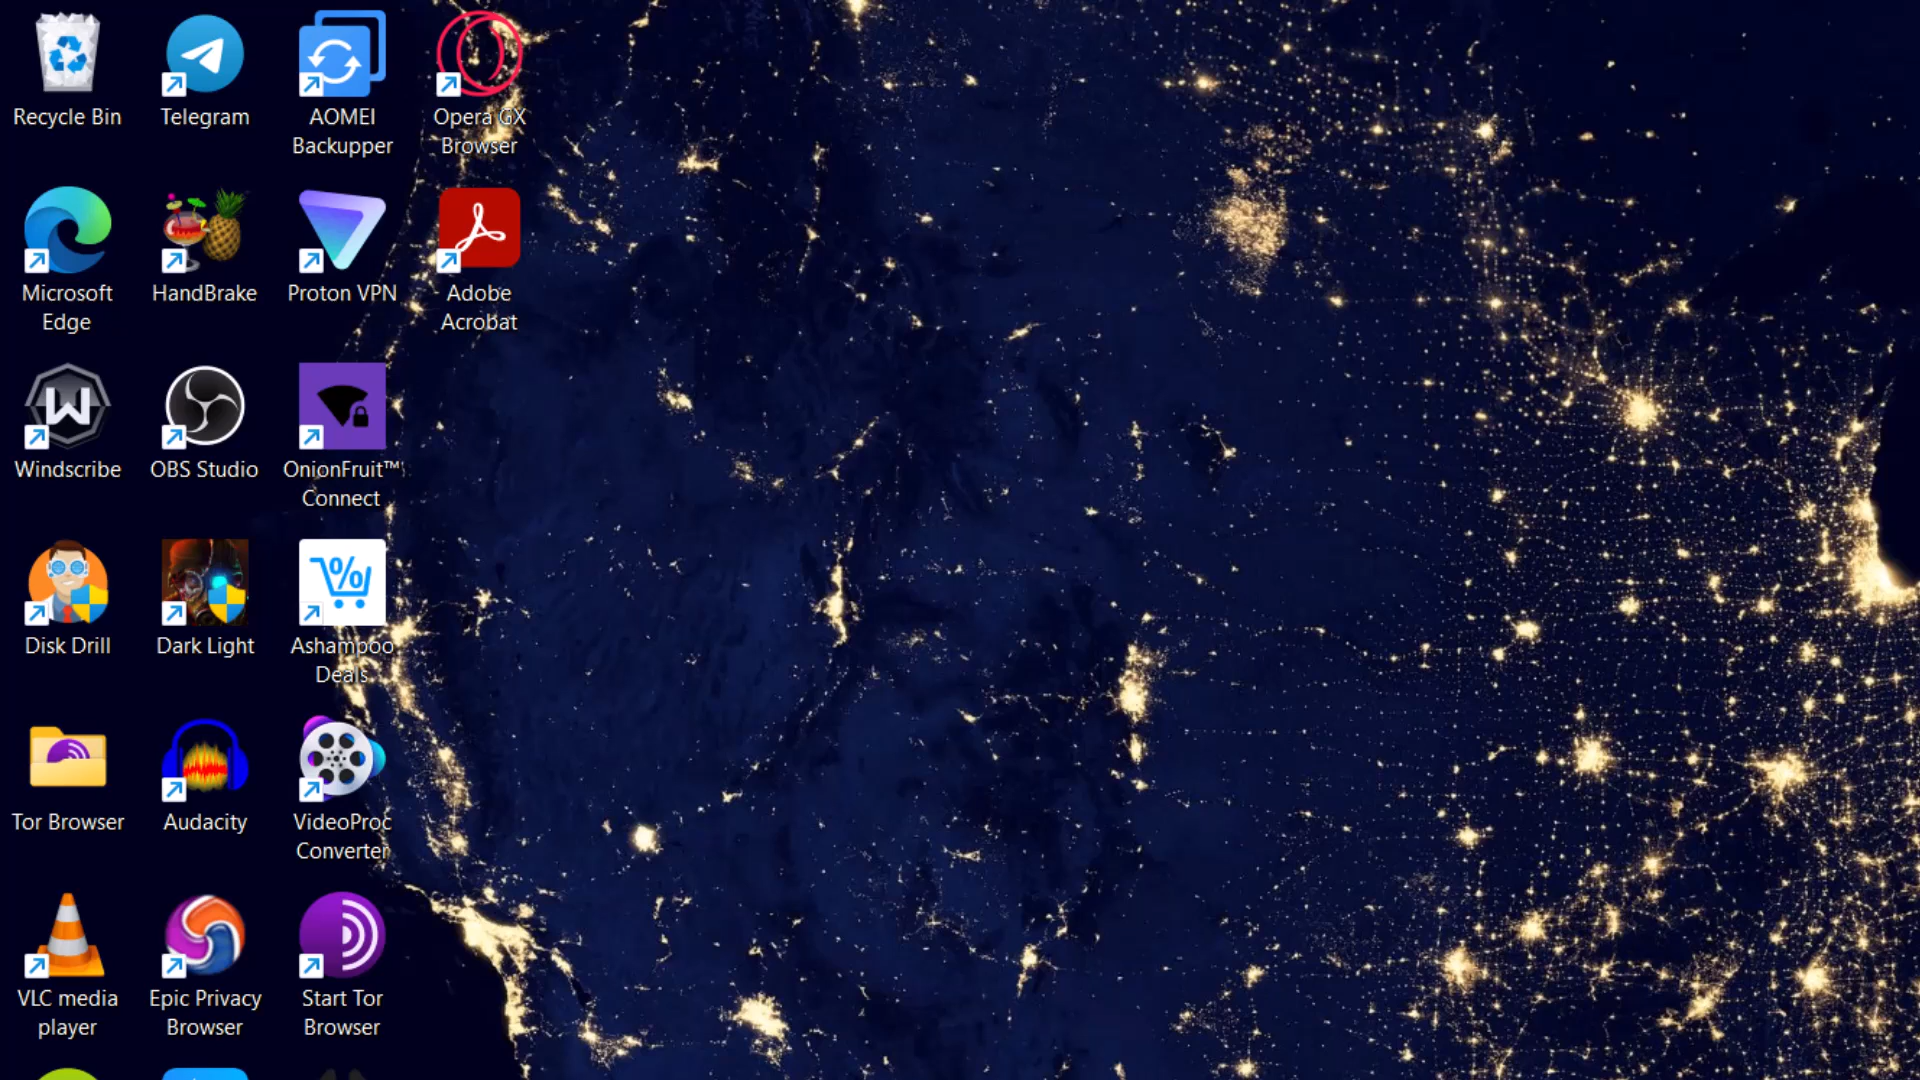 Recycle Bin
Telegram
AOMEI
Backupper
Opera GX
Browser
Microsoft
Edge
HandBrake
Proton VPN
Adobe
Acrobat
Windscribe
OBS Studio
OnionFruit™
Connect
Disk Drill
Dark Light
Ashampoo
Deals
Tor Browser
Audacity
VideoProc
Converter
VLC media
player
Epic Privacy
Browser
Start Tor
Browser